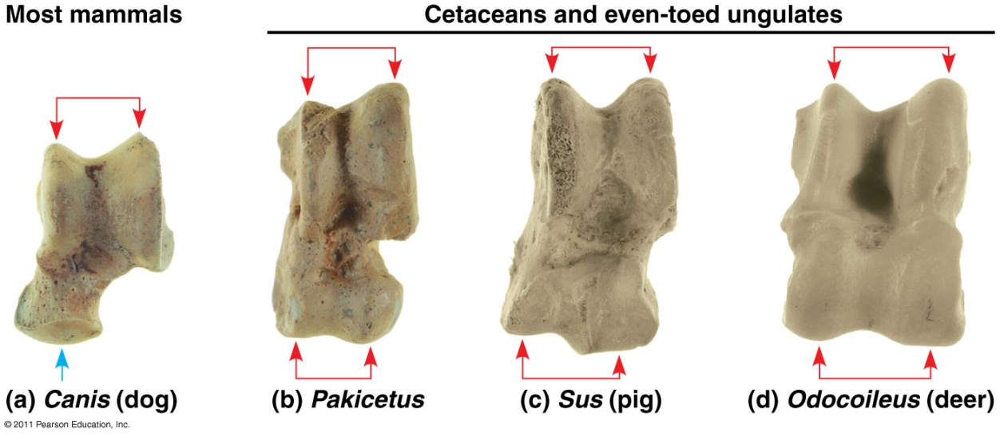 Most mammals
Cetaceans and even-toed ungulates
(a) Canis (dog)
(b) Pakicetus
(c) Sus (pig)
(d) Odocoileus (deer)
© 2011 Pearson Education, Inc.